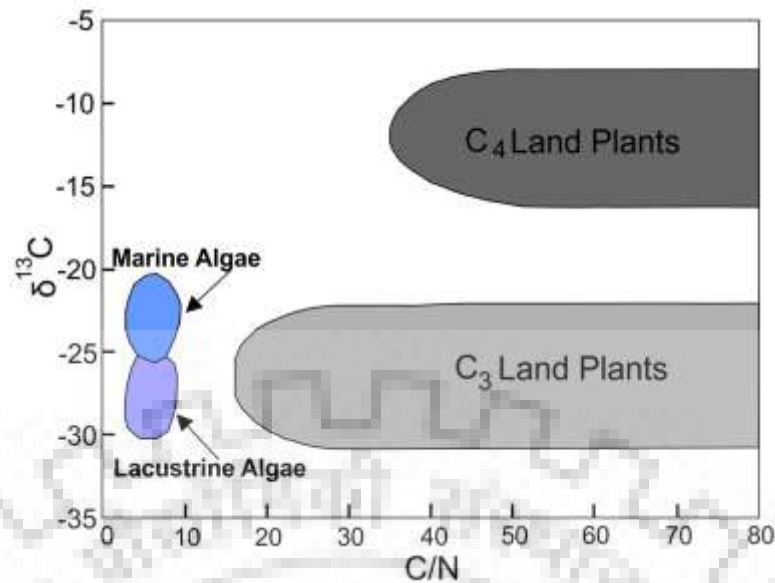 -5
-10
C4 Land Plants
-15
Marine Algae
-20
δ13C
-25
C3 Land Plants
-30
Lacustrine Algae
-35
0 10 20 30 40 50 60 70 80
C/N